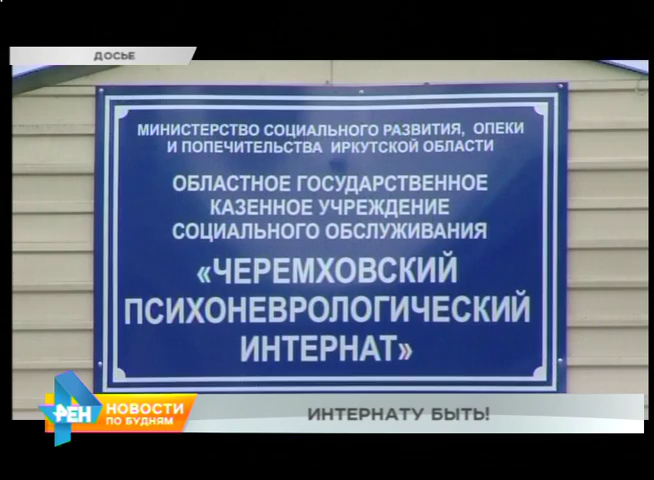 ДОСЬЕ
МИНИСТЕРСТВО СОЦИАЛЬНОГО РАЗВИТИЯ, ОПЕКИ
И ПОПЕЧИТЕЛЬСТВА ИРКУТСКОЙ ОБЛАСТИ
ОБЛАСТНОЕ ГОСУДАРСТВЕННОЕ
КАЗЕННОЕ УЧРЕЖДЕНИЕ
СОЦИАЛЬНОГО ОБСЛУЖИВАНИЯ
«ЧЕРЕМХОВСКИЙ
ПСИХОНЕВРОЛОГИЧЕСКИЙ
ИНТЕРНАТ»
РЕН
НОВОСТИ
ПО БУДНЯМ
ИНТЕРНАТУ БЫТЬ!